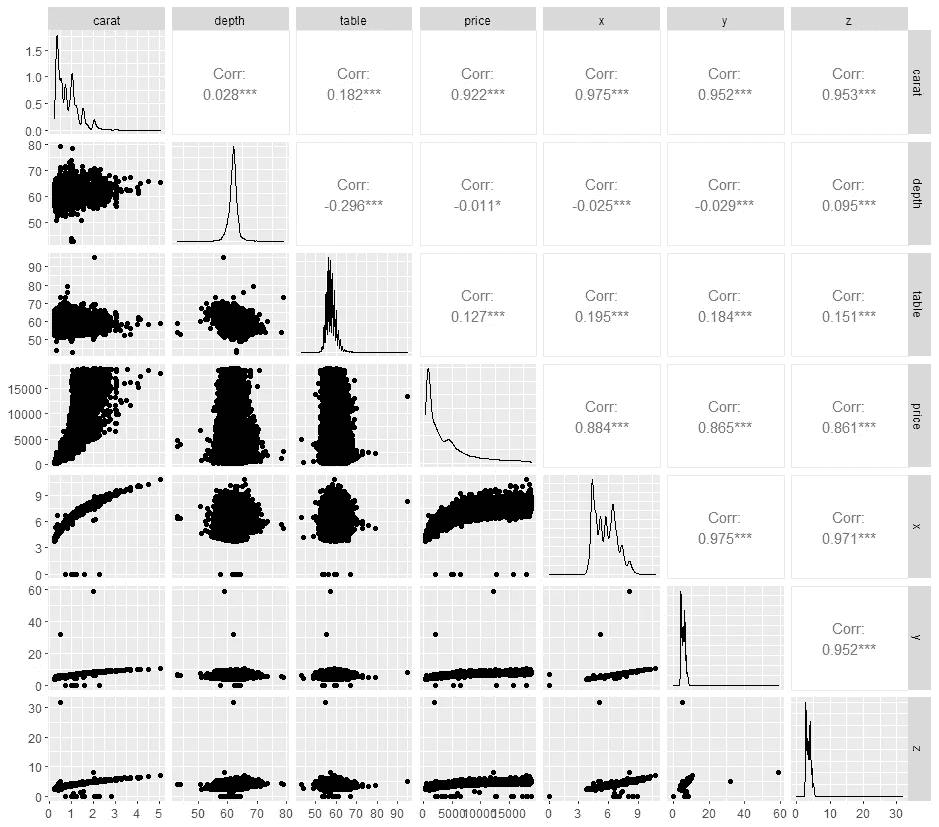 carat depth table price x y z
1.5
1.0
0.5
0.0
Corr: Corr: Corr: Corr: Corr: Corr:
0.028*** 0.182*** 0.922*** 0.975*** 0.952*** 0.953***
carat
80
70
60
50
Corr: Corr: Corr: Corr: Corr:
-0.296*** -0.011* -0.025*** -0.029*** 0.095***
depth
90
80
70
60
50
Corr: Corr: Corr: Corr:
0.127*** 0.195*** 0.184*** 0.151***
table
15000
10000
5000
0
Corr: Corr: Corr:
0.884*** 0.865*** 0.861***
price
9
6
3
0
Corr: Corr:
0.975*** 0.971***
x
60
40
20
0
Corr:
0.952***
y
30
20
10
0
z
0 1 2 3 4 5 50 60 70 80 50 60 70 80 90 0 5000 10000 15000 0 3 6 9 0 20 40 60 0 10 20 30